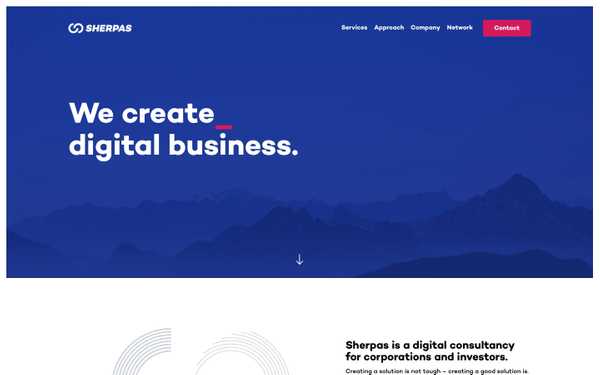 SHERPAS
Services Approach Company Network Contact
We create_
digital business.
Sherpas is a digital consultancy
for corporations and investors.
Creating a solution is not tough – creating a good solution is.